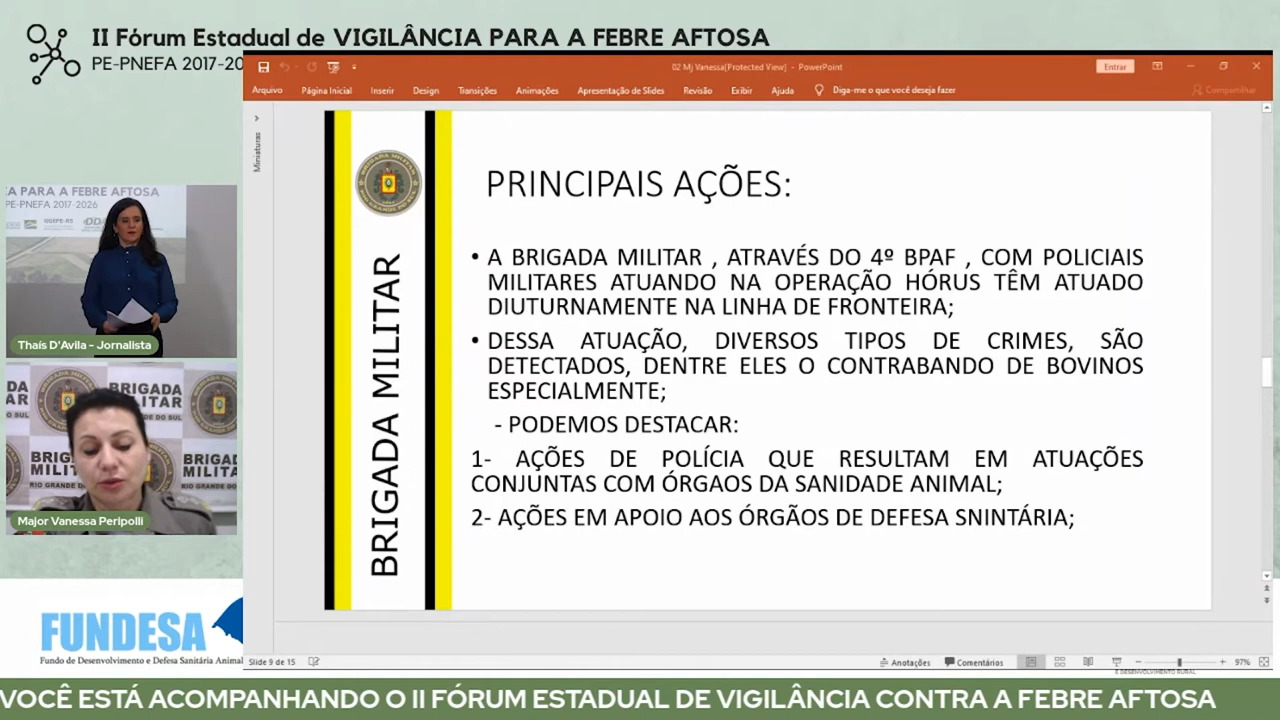 II Fórum Estadual de VIGILÂNCIA PARA A FEBRE AFTOSA
PE-PNEFA 2017-20
02 Mj Vanessa[Protected View] - PowerPoint
Entrar
Arquivo Página Inicial Inserir Design Transições Animações Apresentação de Slides Revisão Exibir Ajuda Diga-me o que você deseja fazer Compartilhar
Miniaturas
BRIGADA MILITAR
PRINCIPAIS AÇÕES:
• A BRIGADA MILITAR , ATRAVÉS DO 4º BPAF , COM POLICIAIS
MILITARES ATUANDO NA OPERAÇÃO HÓRUS TÊM ATUADO
DIUTURNAMENTE NA LINHA DE FRONTEIRA;
• DESSA ATUAÇÃO, DIVERSOS TIPOS DE CRIMES, SÃO
DETECTADOS, DENTRE ELES O CONTRABANDO DE BOVINOS
ESPECIALMENTE;
- PODEMOS DESTACAR:
1- AÇÕES DE POLÍCIA QUE RESULTAM EM ATUAÇÕES
CONJUNTAS COM ÓRGAOS DA SANIDADE ANIMAL;
2- AÇÕES EM APOIO AOS ÓRGÃOS DE DEFESA SNINTÁRIA;
IA PARA A FEBRE AFTOSA
PE-PNEFA 2017-2026
Thaís D'Avila - Jornalista
BRIGADA
MILITAR
RIO GRANDE DO SUL
Major Vanessa Peripolli
FUNDESA
Fundo de Desenvolvimento e Defesa Sanitária Animal
Slide 9 de 15
Anotações Comentários 97%
E DESENVOLVIMENTO RURAL
VOCÊ ESTÁ ACOMPANHANDO O II FÓRUM ESTADUAL DE VIGILÂNCIA CONTRA A FEBRE AFTOSA